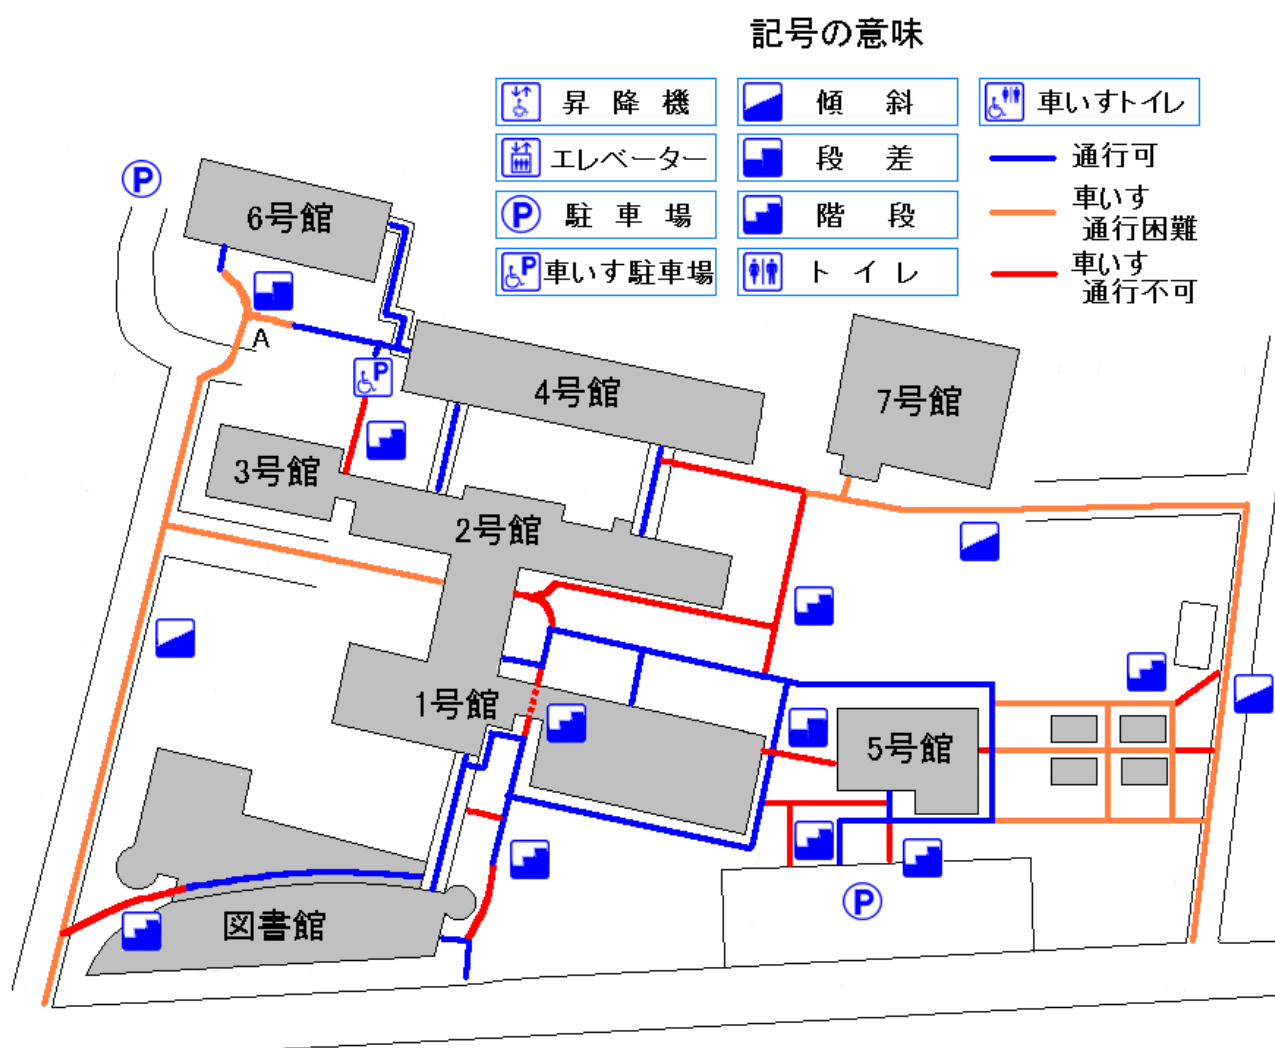 記号の意味
昇降機
傾斜
車いすトイレ
エレベーター
段差
通行可
P
駐車場
階段
車いす
通行困難
P
車いす駐車場
トイレ
車いす
通行不可
P
6号館
A
P
4号館
7号館
3号館
2号館
1号館
5号館
P
図書館